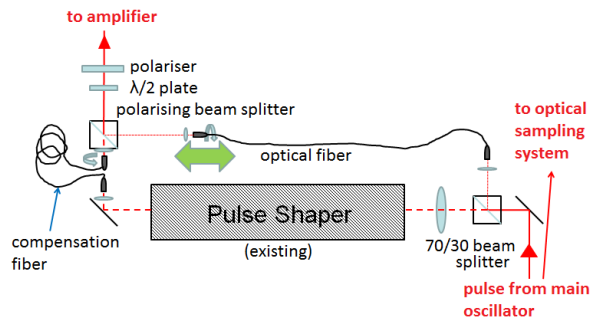 to amplifier
polariser
λ/2 plate
polarising beam splitter
optical fiber
to optical
sampling
system
Pulse Shaper
(existing)
compensation
fiber
70/30 beam
splitter
pulse from main
oscillator